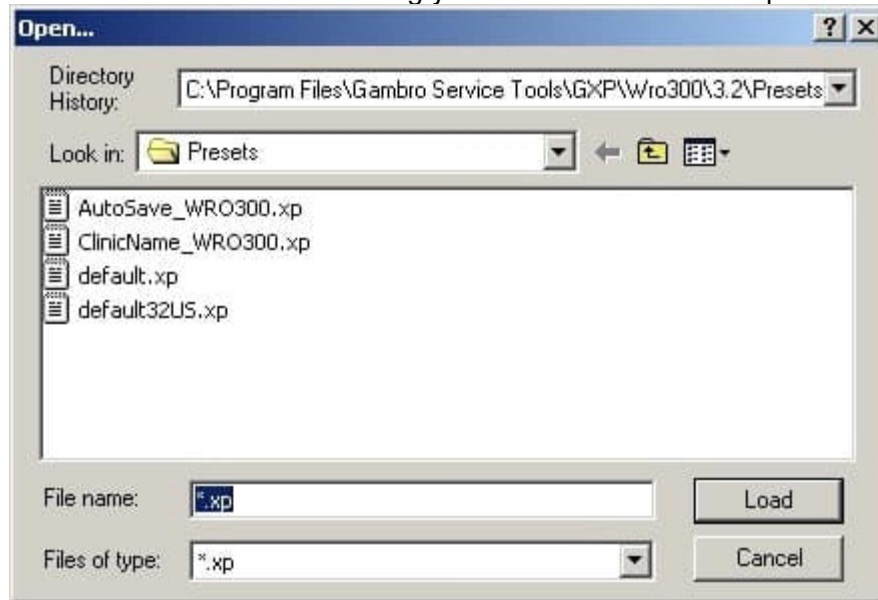 Open...
Directory History:
C:\Program Files\Gambro Service Tools\GXP\Wro300\3.2\Presets
Look in: Presets
AutoSave_WRO300.xp
ClinicName_WRO300.xp
default.xp
default32US.xp
File name: *.xp
Load
Files of type: *.xp
Cancel